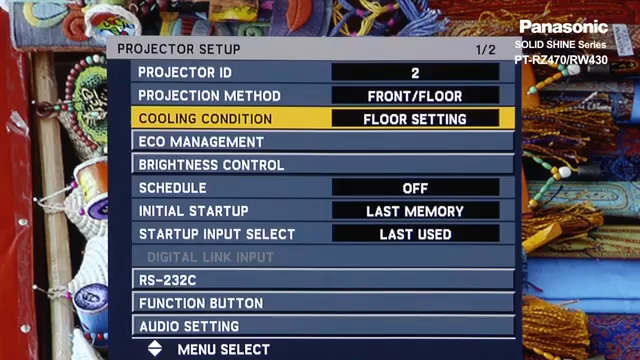 Panasonic
SOLID SHINE Series
PT-RZ470/RW430
PROJECTOR SETUP 1/2
PROJECTOR ID 2
PROJECTION METHOD FRONT/FLOOR
COOLING CONDITION FLOOR SETTING
ECO MANAGEMENT
BRIGHTNESS CONTROL
SCHEDULE OFF
INITIAL STARTUP LAST MEMORY
STARTUP INPUT SELECT LAST USED
DIGITAL LINK INPUT
RS-232C
FUNCTION BUTTON
AUDIO SETTING
MENU SELECT